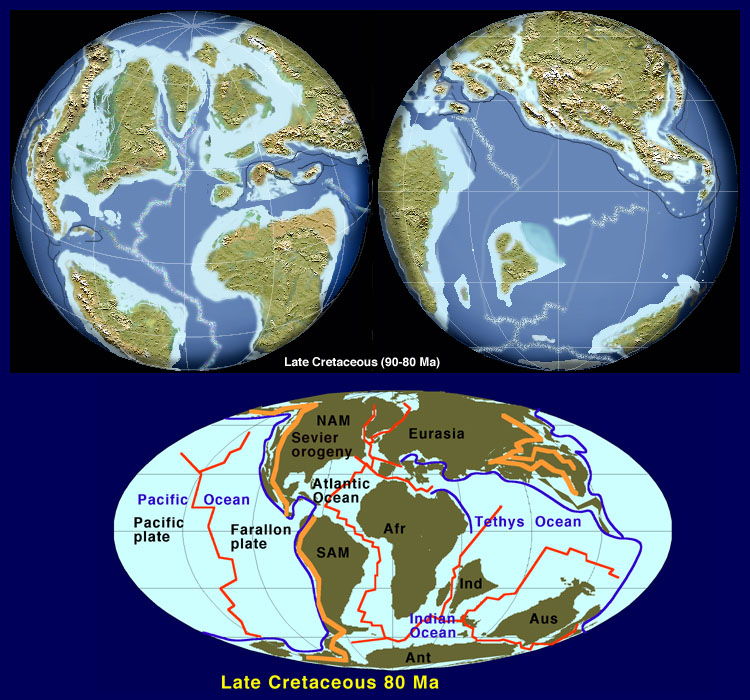 Late Cretaceous (90-80 Ma)
NAM
Sevier
orogeny
Eurasia
Atlantic
Ocean
Pacific Ocean
Pacific
plate
Farallon
plate
Afr
Tethys Ocean
SAM
Ind
Indian
Ocean
Aus
Ant
Late Cretaceous 80 Ma